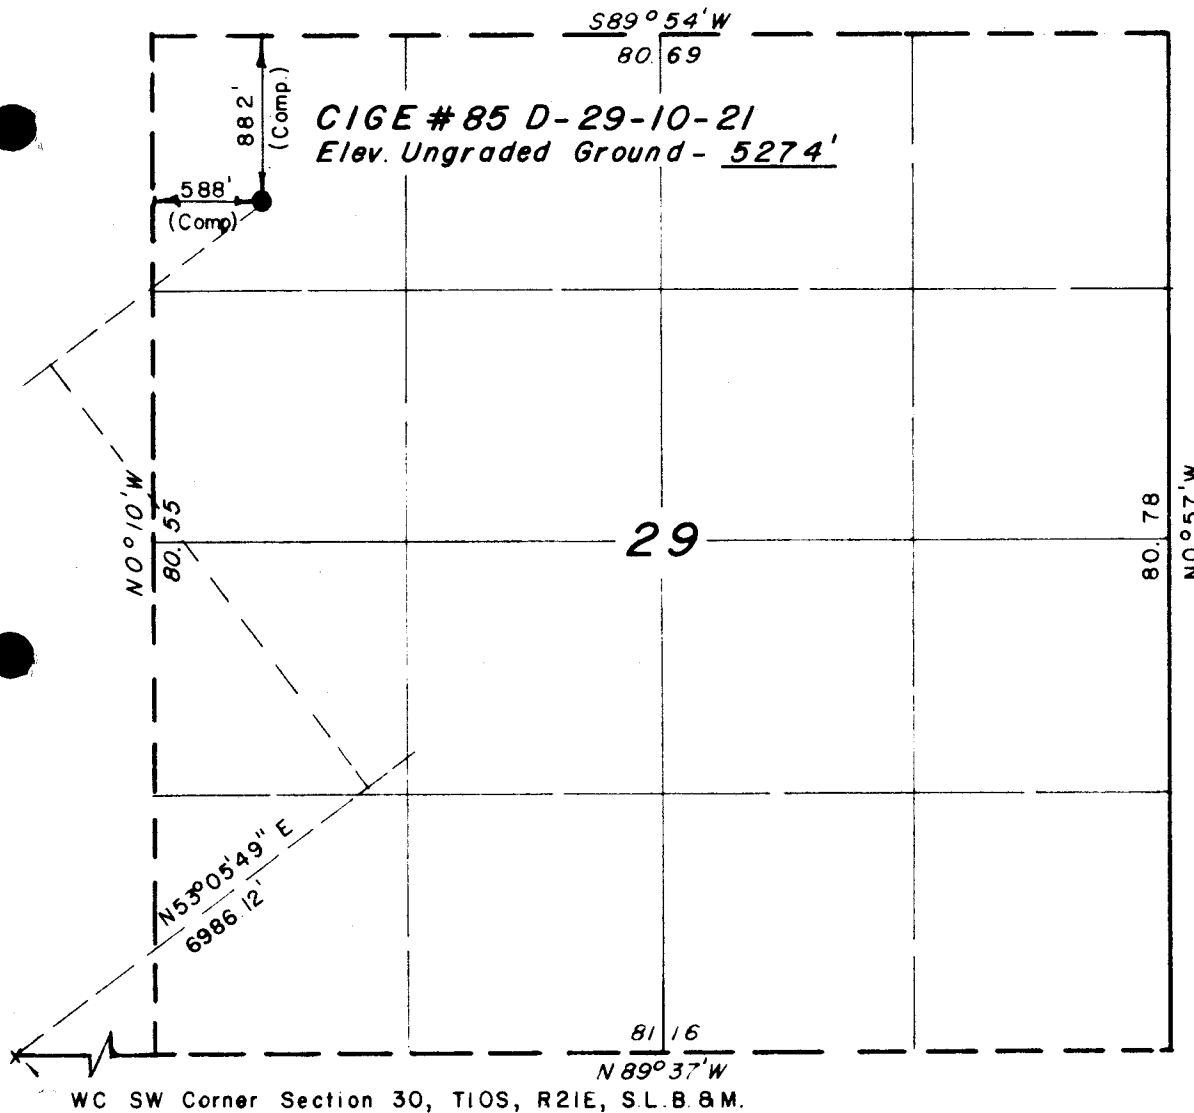 S89°54'W
80.69
882'
(Comp.)
CIGE #85 D-29-10-21
Elev. Ungraded Ground - 5274'
588'
(Comp)
N0°10'W
80.55
29
80.78
N0°57'W
N53°05'49" E
6986.12'
81.16
N89°37'W
WC SW Corner Section 30, T10S, R21E, S.L.B.&M.